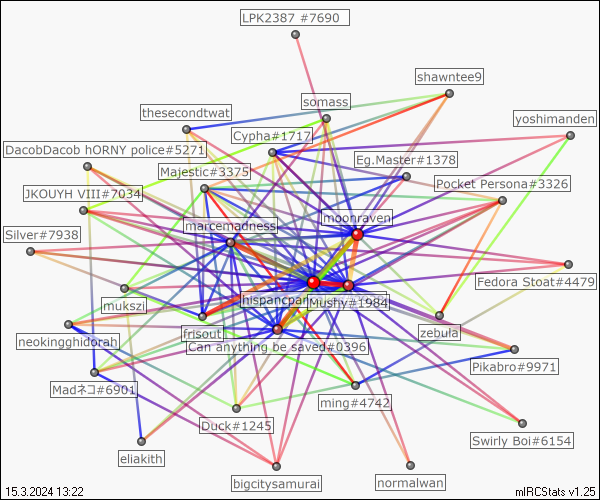 LPK2387 #7690
shawntee9
somass
thesecondtwat
yoshimanden
Cypha#1717
DacobDacob hORNY police#5271
Eg.Master#1378
Majestic#3375
Pocket Persona#3326
JKOUYH VIII#7034
moonraven
marcemadness
Silver#7938
Fedora Stoat#4479
hispancpan
Mushy#1984
mukszi
frisout
zebula
neokingghidorah
Can anything be saved#0396
Pikabro#9971
Madネコ#6901
ming#4742
Duck#1245
Swirly Boi#6154
eliakith
bigcitysamurai
normalwan
15.3.2024 13:22
mIRCStats v1.25